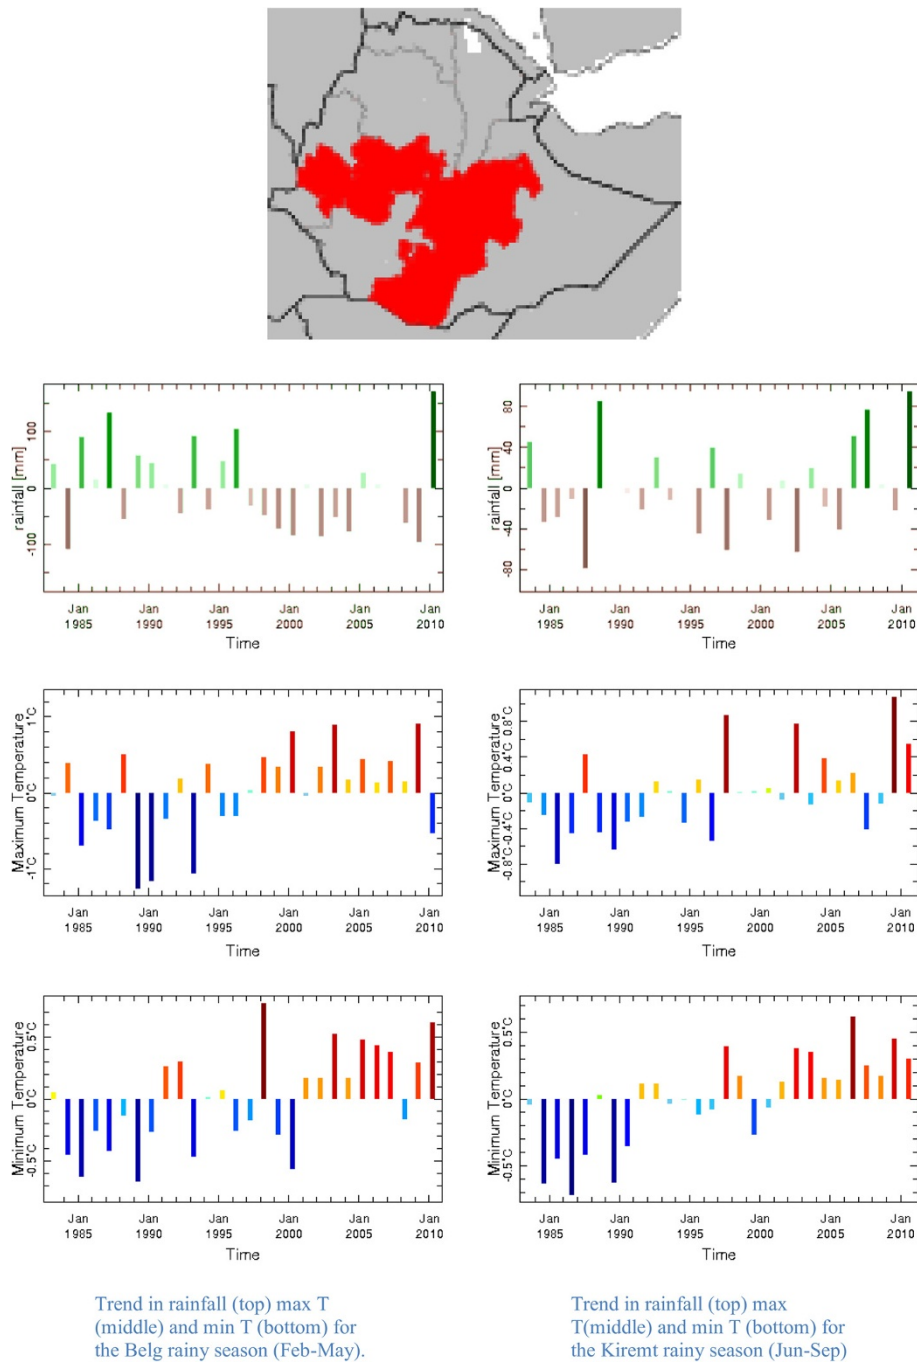 100
0
-100
rainfall [mm]
Jan Jan Jan Jan Jan Jan
1985 1990 1995 2000 2005 2010
Time
80
40
0
-40
-80
rainfall [mm]
Jan Jan Jan Jan Jan Jan
1985 1990 1995 2000 2005 2010
Time
1°C
0°C
-1°C
Maximum Temperature
Jan Jan Jan Jan Jan Jan
1985 1990 1995 2000 2005 2010
Time
0.8°C
0.4°C
0°C
-0.4°C
-0.8°C
Maximum Temperature
Jan Jan Jan Jan Jan Jan
1985 1990 1995 2000 2005 2010
Time
0.5°C
0°C
-0.5°C
Minimum Temperature
Jan Jan Jan Jan Jan Jan
1985 1990 1995 2000 2005 2010
Time
0.5°C
0°C
-0.5°C
Minimum Temperature
Jan Jan Jan Jan Jan Jan
1985 1990 1995 2000 2005 2010
Time
Trend in rainfall (top) max T
(middle) and min T (bottom) for
the Belg rainy season (Feb-May).
Trend in rainfall (top) max
T(middle) and min T (bottom) for
the Kiremt rainy season (Jun-Sep)